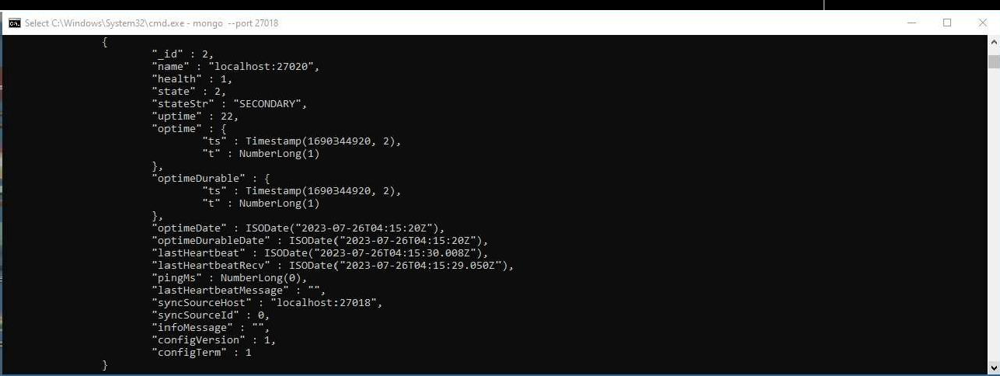 Select C:\Windows\System32\cmd.exe - mongo  --port 27018
{
"_id" : 2,
"name" : "localhost:27020",
"health" : 1,
"state" : 2,
"stateStr" : "SECONDARY",
"uptime" : 22,
"optime" : {
"ts" : Timestamp(1690344920, 2),
"t" : NumberLong(1)
},
"optimeDurable" : {
"ts" : Timestamp(1690344920, 2),
"t" : NumberLong(1)
},
"optimeDate" : ISODate("2023-07-26T04:15:20Z"),
"optimeDurableDate" : ISODate("2023-07-26T04:15:20Z"),
"lastHeartbeat" : ISODate("2023-07-26T04:15:30.008Z"),
"lastHeartbeatRecv" : ISODate("2023-07-26T04:15:29.050Z"),
"pingMs" : NumberLong(0),
"lastHeartbeatMessage" : "",
"syncSourceHost" : "localhost:27018",
"syncSourceId" : 0,
"infoMessage" : "",
"configVersion" : 1,
"configTerm" : 1
}